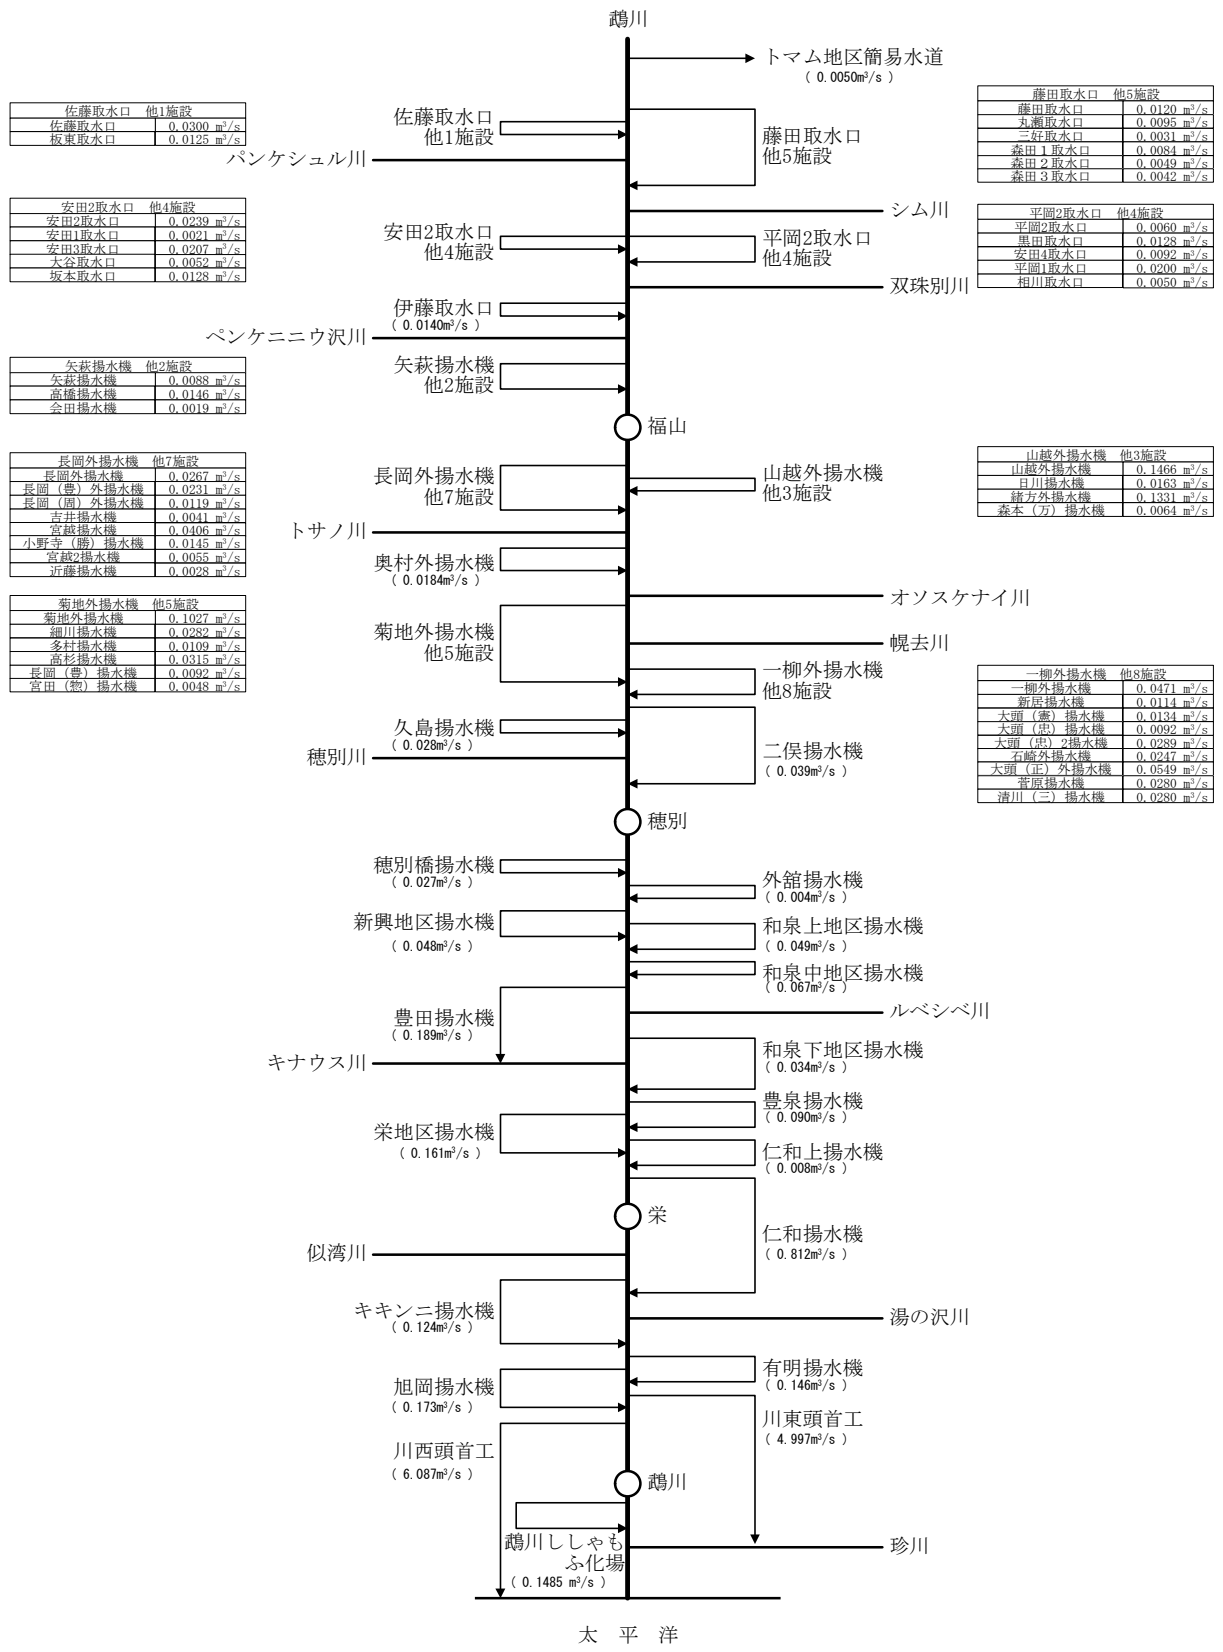 鵡川
トマム地区簡易水道
( 0.0050m³/s )
佐藤取水口　他1施設
佐藤取水口 0.0300 m³/s
板東取水口 0.0125 m³/s
佐藤取水口
他1施設
藤田取水口
他5施設
藤田取水口　他5施設
藤田取水口 0.0120 m³/s
丸瀬取水口 0.0095 m³/s
三好取水口 0.0031 m³/s
森田１取水口 0.0084 m³/s
森田２取水口 0.0049 m³/s
森田３取水口 0.0042 m³/s
パンケシュル川
シム川
安田2取水口　他4施設
安田2取水口 0.0239 m³/s
安田1取水口 0.0021 m³/s
安田3取水口 0.0207 m³/s
大谷取水口 0.0052 m³/s
坂本取水口 0.0128 m³/s
安田2取水口
他4施設
平岡2取水口
他4施設
平岡2取水口　他4施設
平岡2取水口 0.0060 m³/s
黒田取水口 0.0128 m³/s
安田4取水口 0.0092 m³/s
平岡1取水口 0.0200 m³/s
相川取水口 0.0050 m³/s
双珠別川
伊藤取水口
( 0.0140m³/s )
ペンケニニウ沢川
矢萩揚水機　他2施設
矢萩揚水機 0.0088 m³/s
高橋揚水機 0.0146 m³/s
会田揚水機 0.0019 m³/s
矢萩揚水機
他2施設
福山
長岡外揚水機　他7施設
長岡外揚水機 0.0267 m³/s
長岡（豊）外揚水機 0.0231 m³/s
長岡（周）外揚水機 0.0119 m³/s
吉井揚水機 0.0041 m³/s
宮越揚水機 0.0406 m³/s
小野寺（勝）揚水機 0.0145 m³/s
宮越2揚水機 0.0055 m³/s
近藤揚水機 0.0028 m³/s
長岡外揚水機
他7施設
山越外揚水機
他3施設
山越外揚水機　他3施設
山越外揚水機 0.1466 m³/s
日川揚水機 0.0163 m³/s
緒方外揚水機 0.1331 m³/s
森本（万）揚水機 0.0064 m³/s
トサノ川
奥村外揚水機
( 0.0184m³/s )
オソスケナイ川
菊地外揚水機　他5施設
菊地外揚水機 0.1027 m³/s
細川揚水機 0.0282 m³/s
多村揚水機 0.0109 m³/s
高杉揚水機 0.0315 m³/s
長岡（豊）揚水機 0.0092 m³/s
宮田（惣）揚水機 0.0048 m³/s
菊地外揚水機
他5施設
幌去川
一柳外揚水機
他8施設
一柳外揚水機　他8施設
一柳外揚水機 0.0471 m³/s
新居揚水機 0.0114 m³/s
大頭（憲）揚水機 0.0134 m³/s
大頭（忠）揚水機 0.0092 m³/s
大頭（忠）2揚水機 0.0289 m³/s
石崎外揚水機 0.0247 m³/s
大頭（正）外揚水機 0.0549 m³/s
菅原揚水機 0.0280 m³/s
清川（三）揚水機 0.0280 m³/s
久島揚水機
( 0.028m³/s )
二俣揚水機
( 0.039m³/s )
穂別川
穂別
穂別橋揚水機
( 0.027m³/s )
外舘揚水機
( 0.004m³/s )
新興地区揚水機
( 0.048m³/s )
和泉上地区揚水機
( 0.049m³/s )
和泉中地区揚水機
( 0.067m³/s )
豊田揚水機
( 0.189m³/s )
ルベシベ川
キナウス川
和泉下地区揚水機
( 0.034m³/s )
豊泉揚水機
( 0.090m³/s )
栄地区揚水機
( 0.161m³/s )
仁和上揚水機
( 0.008m³/s )
栄
仁和揚水機
( 0.812m³/s )
似湾川
キキンニ揚水機
( 0.124m³/s )
湯の沢川
有明揚水機
( 0.146m³/s )
旭岡揚水機
( 0.173m³/s )
川東頭首工
( 4.997m³/s )
川西頭首工
( 6.087m³/s )
鵡川
鵡川ししゃも
ふ化場
( 0.1485 m³/s )
珍川
太　平　洋